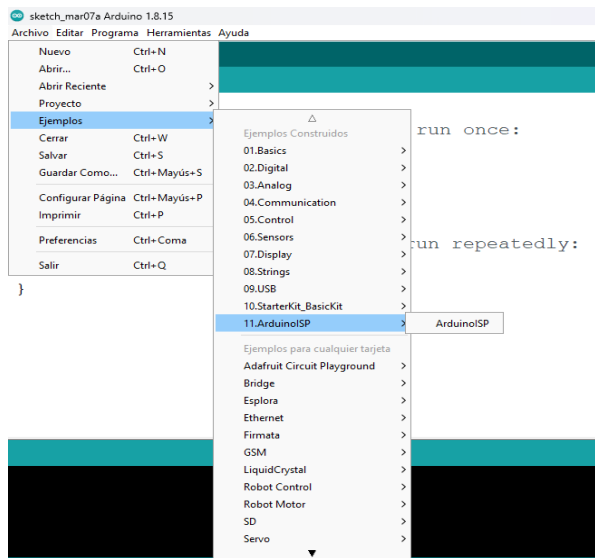 sketch_mar07a Arduino 1.8.15
Archivo Editar Programa Herramientas Ayuda
Nuevo Ctrl+N
Abrir... Ctrl+O
Abrir Reciente >
Proyecto >
Ejemplos >
Cerrar Ctrl+W
Salvar Ctrl+S
Guardar Como... Ctrl+Mayús+S
Configurar Página Ctrl+Mayús+P
Imprimir Ctrl+P
Preferencias Ctrl+Coma
Salir Ctrl+Q
Ejemplos Construidos
01.Basics >
02.Digital >
03.Analog >
04.Communication >
05.Control >
06.Sensors >
07.Display >
08.Strings >
09.USB >
10.StarterKit_BasicKit >
11.ArduinoISP >
ArduinoISP
Ejemplos para cualquier tarjeta
Adafruit Circuit Playground >
Bridge >
Esplora >
Ethernet >
Firmata >
GSM >
LiquidCrystal >
Robot Control >
Robot Motor >
SD >
Servo >
run once:
run repeatedly:
}